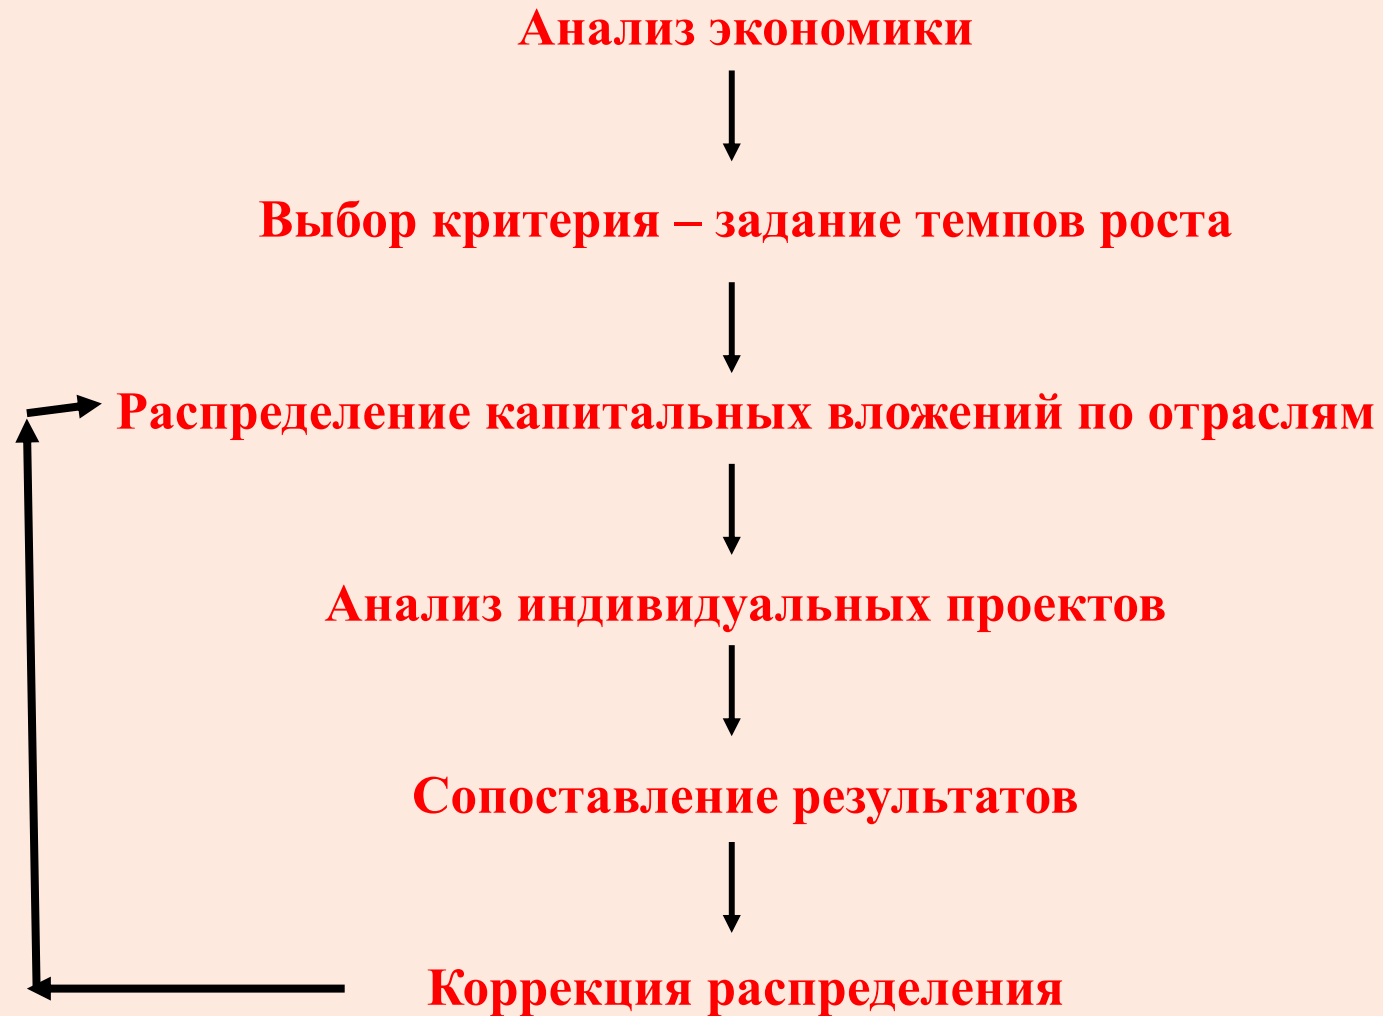 Анализ экономики
Выбор критерия – задание темпов роста
Распределение капитальных вложений по отраслям
Анализ индивидуальных проектов
Сопоставление результатов
Коррекция распределения